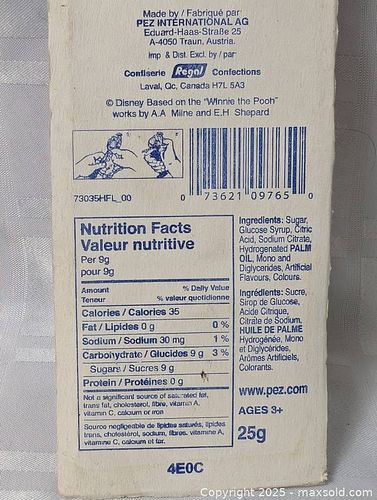 Made by / Fabriqué par
PEZ INTERNATIONAL AG
Eduard-Haas-Straße 25
A-4050 Traun, Austria.
Imp & Dist. Excl. by / par
Confiserie Regal Confections
Laval, Qc, Canada H7L 5A3
© Disney Based on the "Winnie the Pooh"
works by A.A Milne and E.H Shepard
73035HFL_00
0 73621 09765 0
Nutrition Facts
Valeur nutritive
Per 9g
pour 9g
Amount % Daily Value
Teneur % valeur quotidienne
Calories / Calories 35
Fat / Lipides 0 g 0 %
Sodium / Sodium 30 mg 1 %
Carbohydrate / Glucides 9 g 3 %
Sugars / Sucres 9 g
Protein / Protéines 0 g
Not a significant source of saturated fat,
trans fat, cholesterol, fibre, vitamin A,
vitamin C, calcium or iron
Source negligeable de lipides saturés, lipides
trans, cholestérol, sodium, fibres, vitamine A,
vitamine C, calcium et fer.
Ingredients: Sugar,
Glucose Syrup, Citric
Acid, Sodium Citrate,
Hydrogenated PALM
OIL, Mono and
Diglycerides, Artificial
Flavours, Colours.
Ingrédients: Sucre,
Sirop de Glucose,
Acide Citrique,
Citrate de Sodium,
HUILE DE PALME
Hydrogénée, Mono
et Diglycérides,
Arômes Artificiels,
Colorants.
www.pez.com
AGES 3+
25g
4E0C
Copyright 2025 - maxsold.com